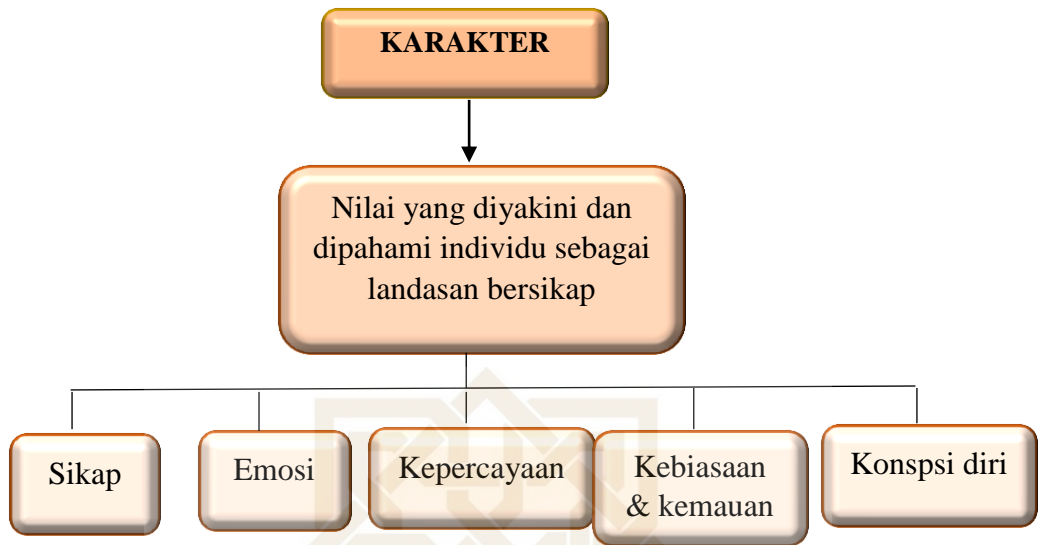 KARAKTER
Nilai yang diyakini dan
dipahami individu sebagai
landasan bersikap
Sikap
Emosi
Kepercayaan
Kebiasaan
& kemauan
Konspsi diri